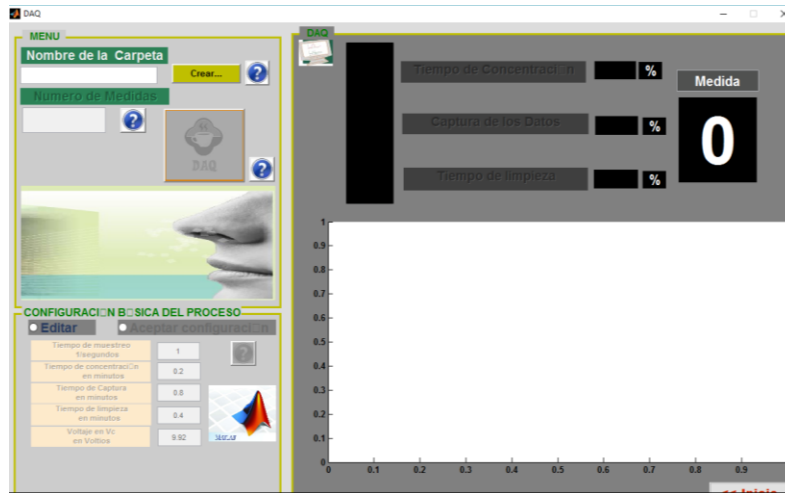 DAQ
MENU
Nombre de la Carpeta
Crear...
Numero de Medidas
DAQ
CONFIGURACI□N B□SICA DEL PROCESO
Editar
Aceptar configuraci□n
Tiempo de muestreo
f/segundos
1
Tiempo de concentraci□n
en minutos
0.2
Tiempo de Captura
en minutos
0.8
Tiempo de limpieza
en minutos
0.4
Voltaje en Vc
en Voltios
9.92
DAQ
Tiempo de Concentraci´n
%
Captura de los Datos
%
Tiempo de limpieza
%
Medida
0
1
0.9
0.8
0.7
0.6
0.5
0.4
0.3
0.2
0.1
0
0 0.1 0.2 0.3 0.4 0.5 0.6 0.7 0.8 0.9
<< Inicio